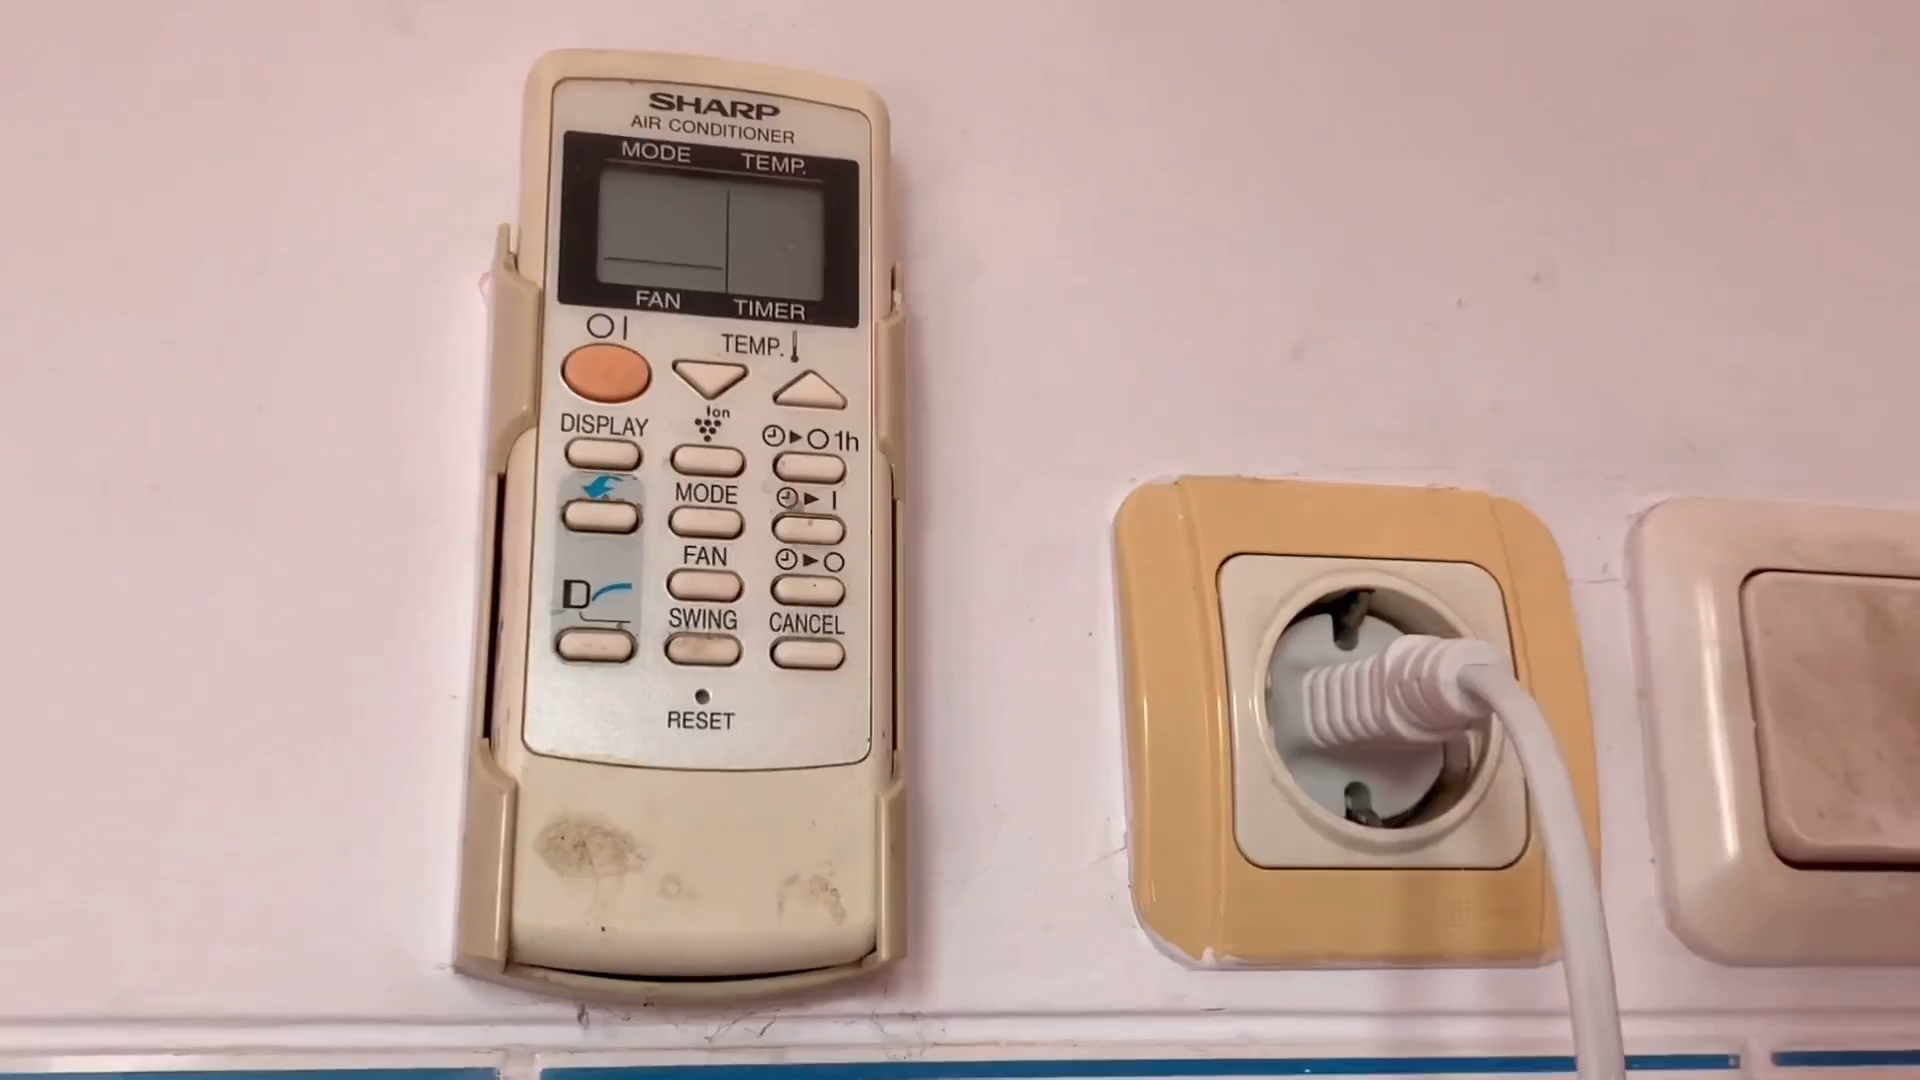 SHARP
AIR CONDITIONER
MODE TEMP.
FAN TIMER
TEMP.
DISPLAY
Ion
1h
MODE
FAN
D
SWING
CANCEL
RESET